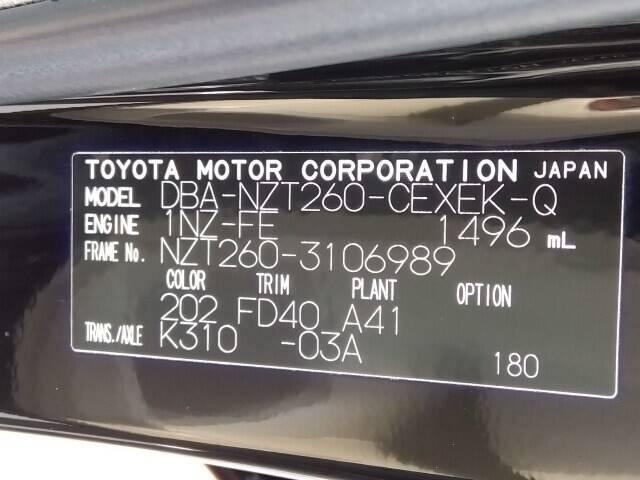 TOYOTA MOTOR CORPORATION JAPAN
MODEL DBA-NZT260-CEXEK-Q
ENGINE 1NZ-FE 1496 mL
FRAME No. NZT260-3106989
COLOR TRIM PLANT OPTION
202 FD40 A41
TRANS./AXLE K310 -03A
180